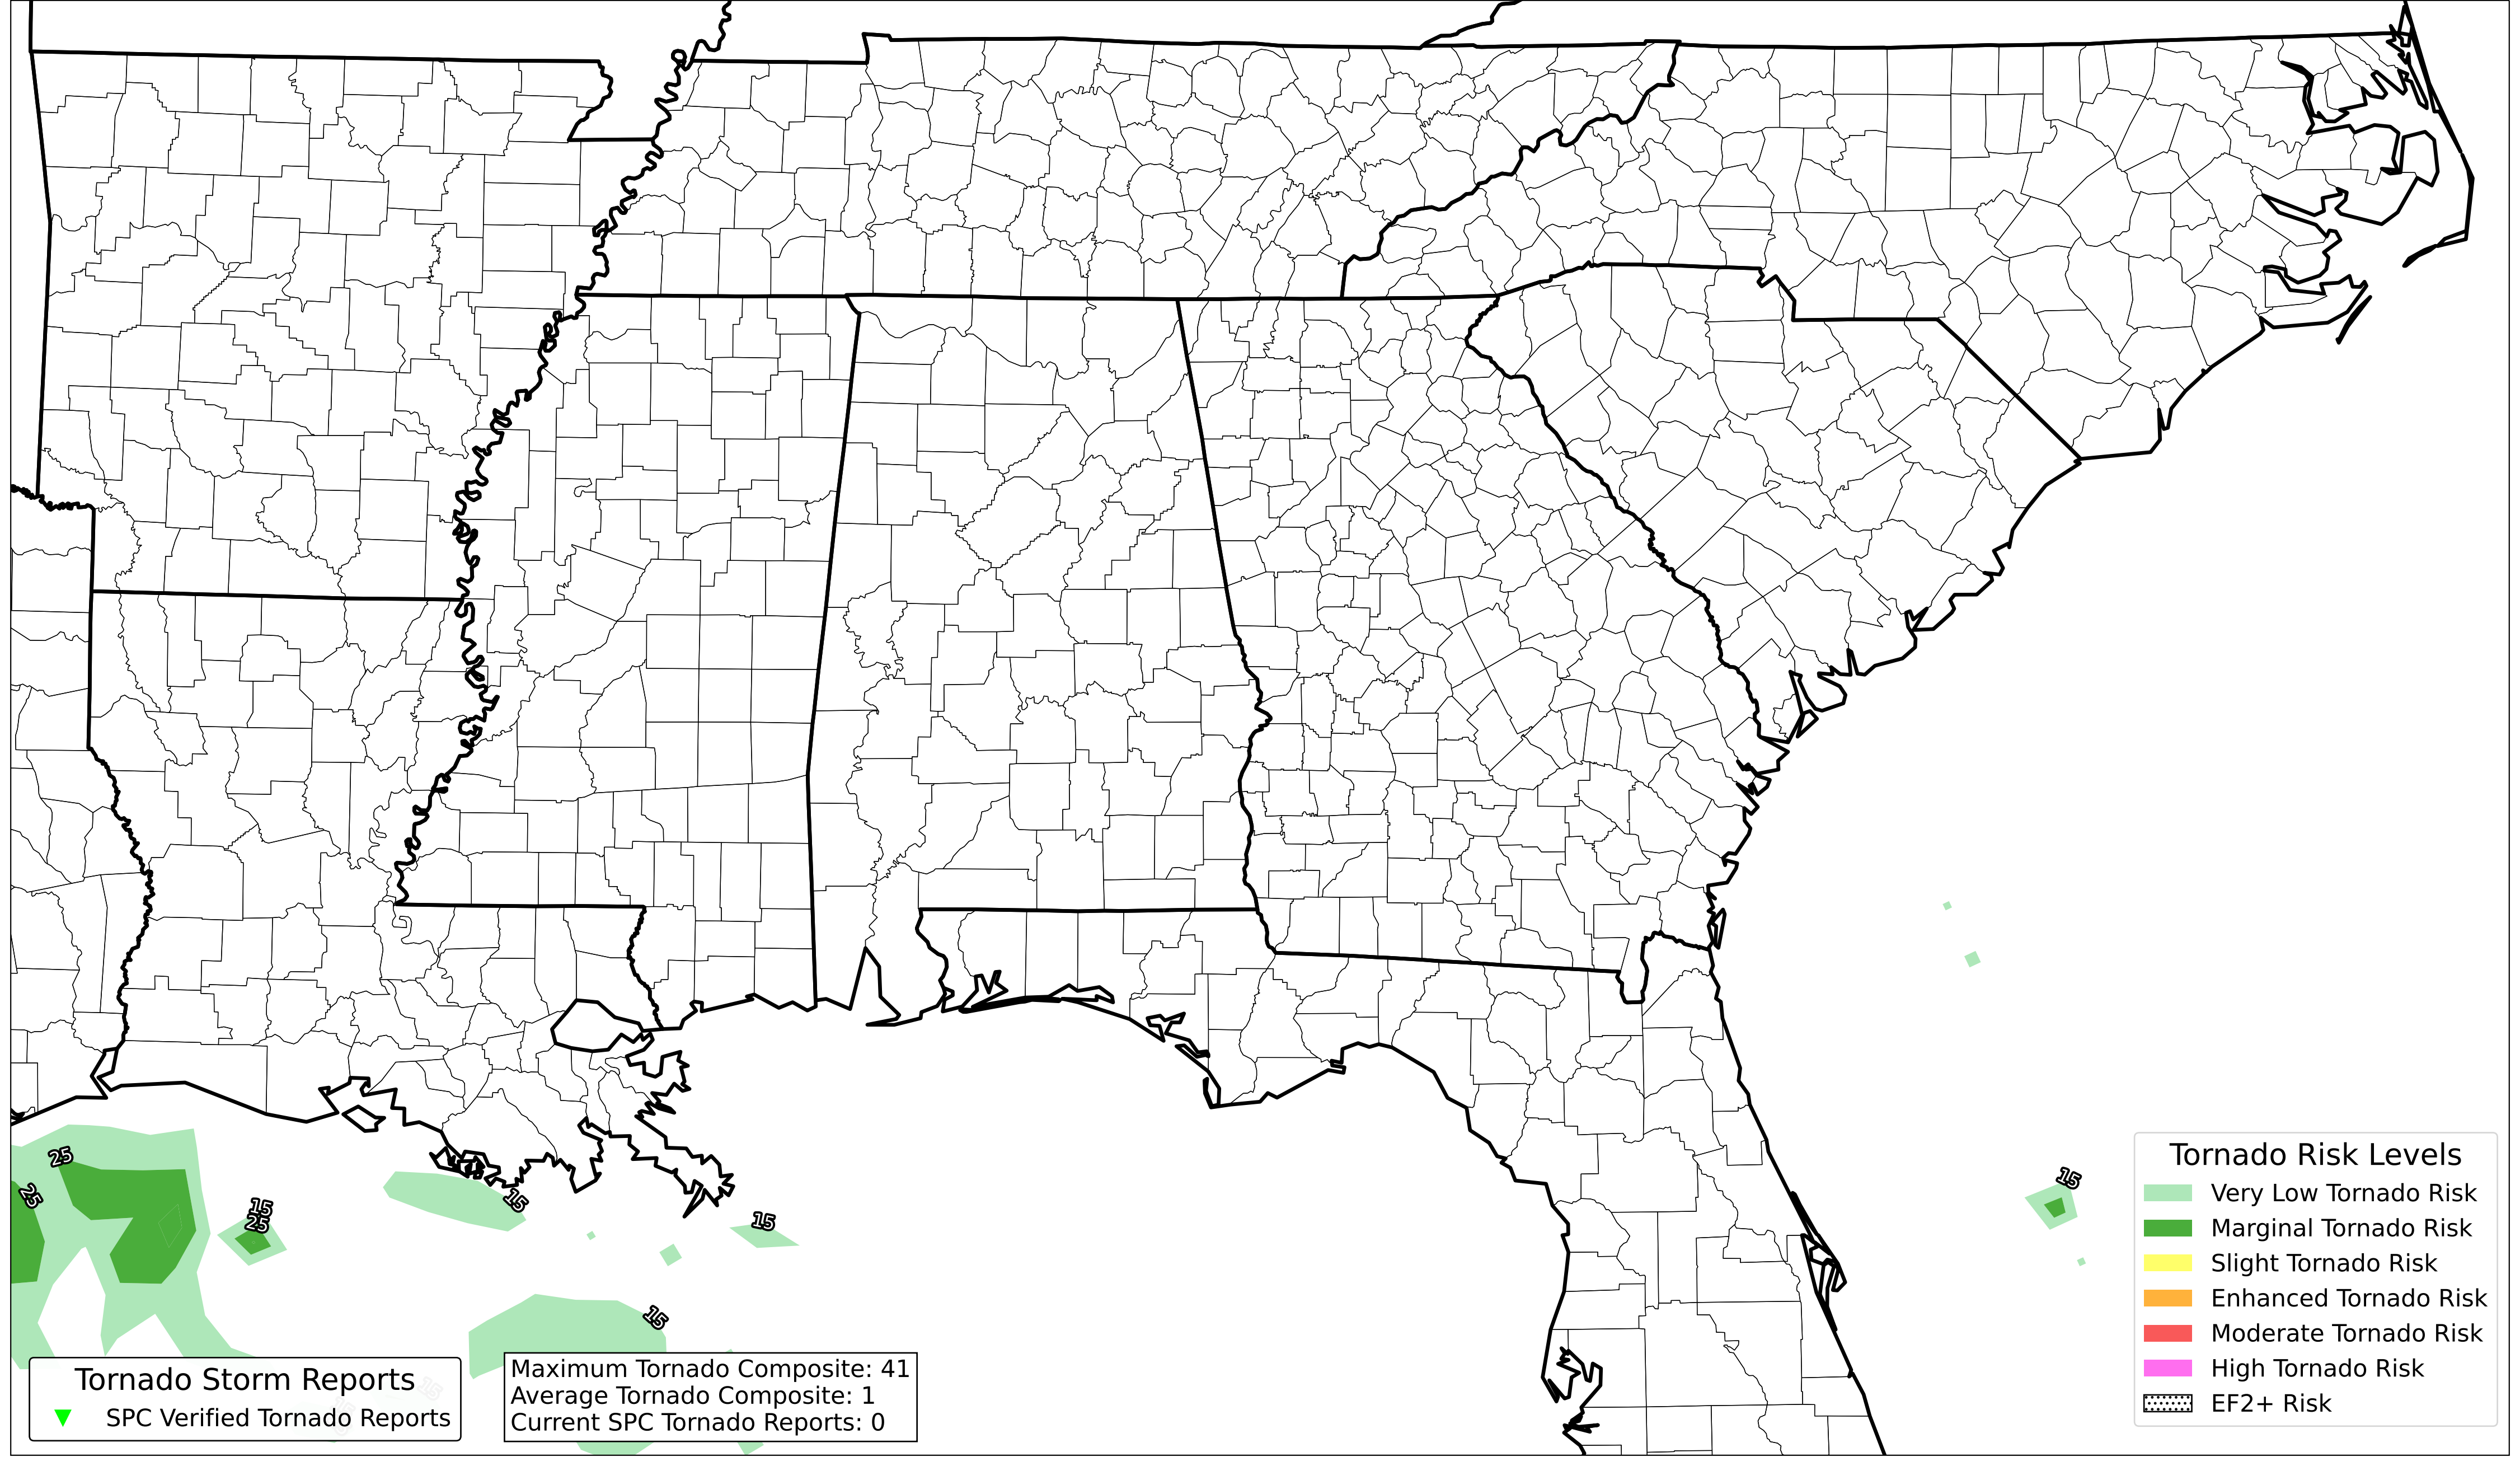 25
25
15
25
15
15
15
15
Tornado Risk Levels
Very Low Tornado Risk
Marginal Tornado Risk
Slight Tornado Risk
Enhanced Tornado Risk
Moderate Tornado Risk
High Tornado Risk
EF2+ Risk
Tornado Storm Reports
SPC Verified Tornado Reports
15
Maximum Tornado Composite: 41
Average Tornado Composite: 1
Current SPC Tornado Reports: 0